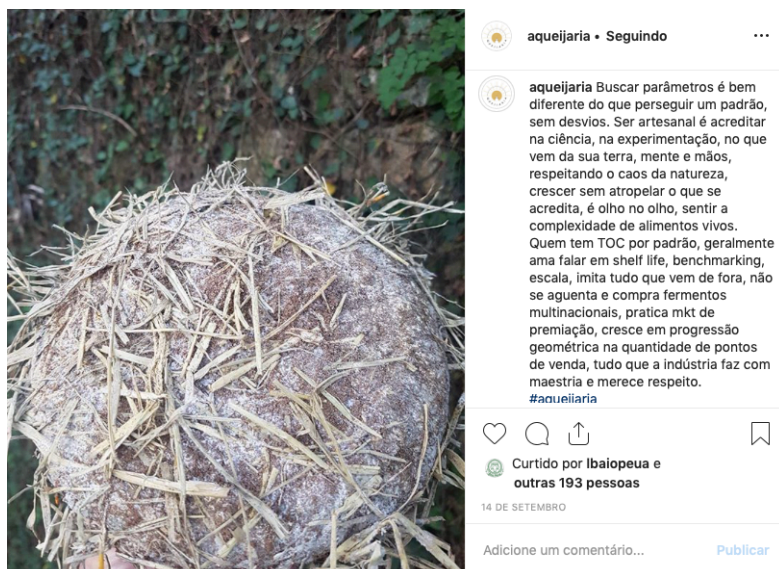 aqueijaria • Seguindo
aqueijaria Buscar parâmetros é bem
diferente do que perseguir um padrão,
sem desvios. Ser artesanal é acreditar
na ciência, na experimentação, no que
vem da sua terra, mente e mãos,
respeitando o caos da natureza,
crescer sem atropelar o que se
acredita, é olho no olho, sentir a
complexidade de alimentos vivos.
Quem tem TOC por padrão, geralmente
ama falar em shelf life, benchmarking,
escala, imita tudo que vem de fora, não
se aguenta e compra fermentos
multinacionais, pratica mkt de
premiação, cresce em progressão
geométrica na quantidade de pontos
de venda, tudo que a indústria faz com
maestria e merece respeito.
#aqueijaria
Curtido por lbaiopeua e
outras 193 pessoas
14 DE SETEMBRO
Adicione um comentário... Publicar